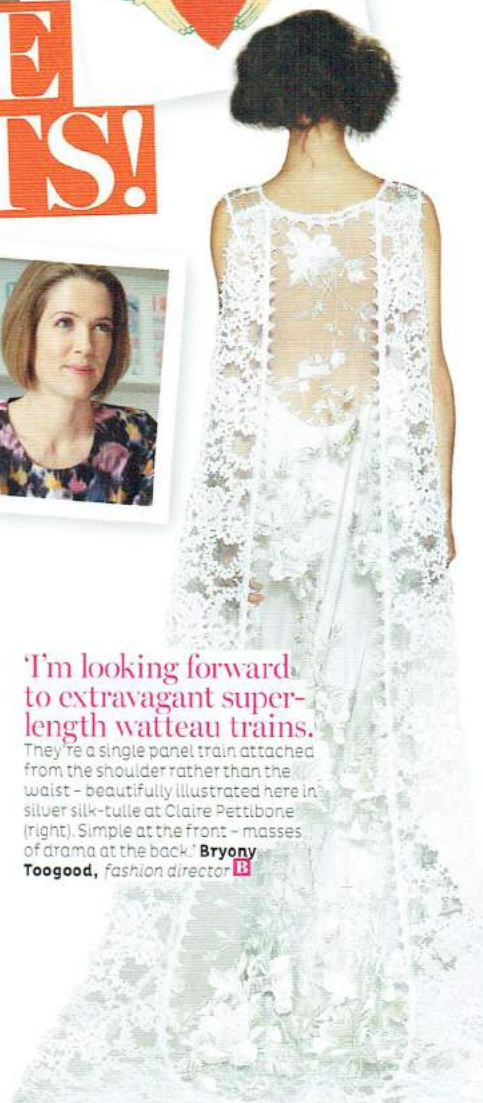 E
TS!
‘I’m looking forward
to extravagant super-
length watteau trains.
They’re a single panel train attached
from the shoulder rather than the
waist – beautifully illustrated here in
silver silk-tulle at Claire Pettibone
(right). Simple at the front – masses
of drama at the back.’ Bryony
Toogood, fashion director B